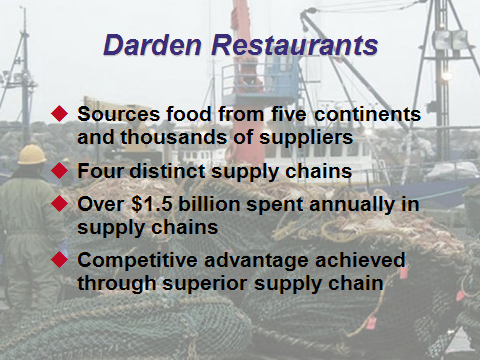 Darden Restaurants
Sources food from five continents
and thousands of suppliers
Four distinct supply chains
Over $1.5 billion spent annually in
supply chains
Competitive advantage achieved
through superior supply chain